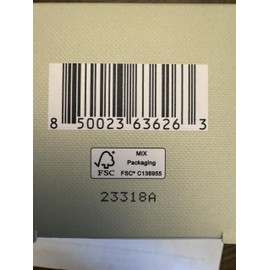 8 50023 63626 3
MIX
Packaging
FSC® C136955
FSC
23318A